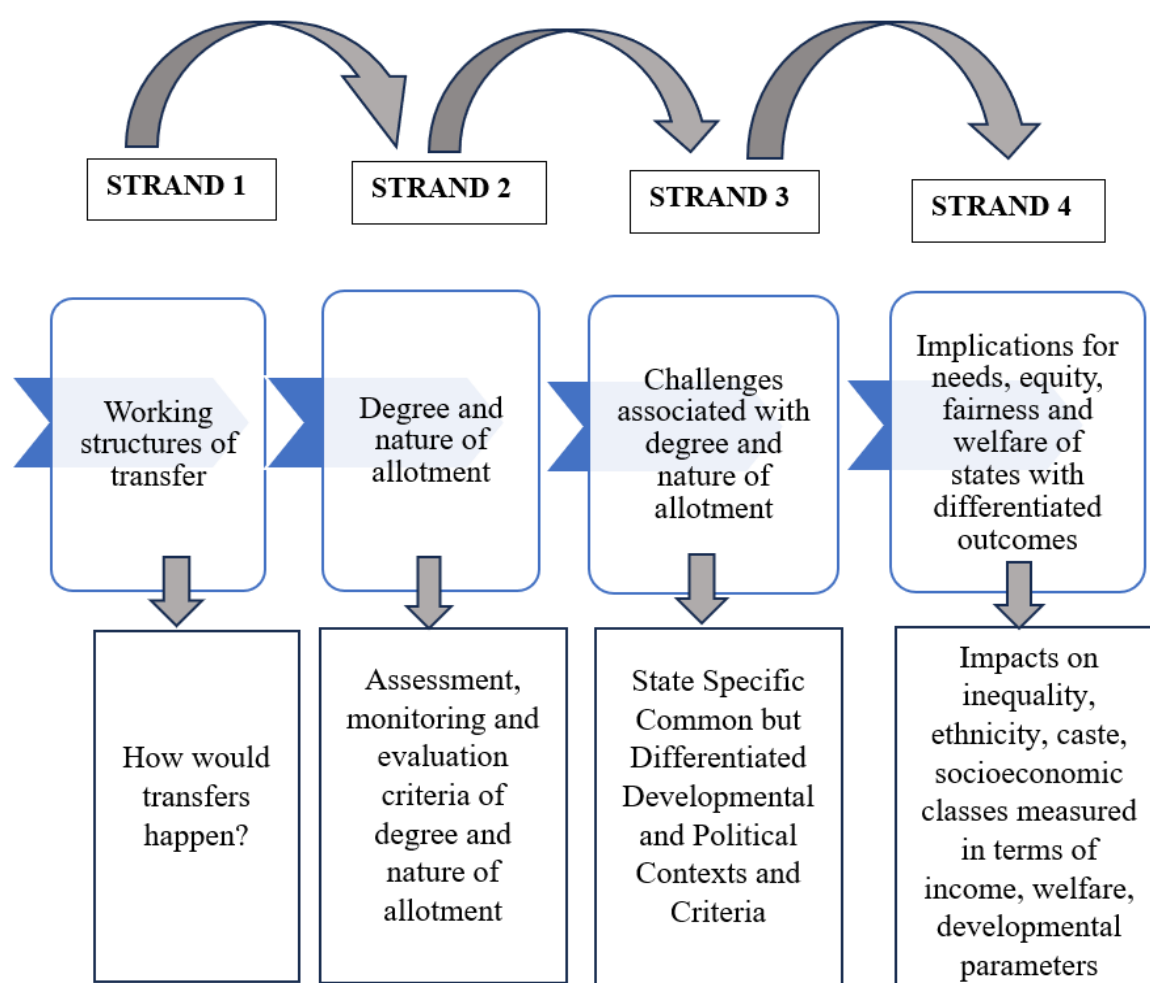 STRAND 1
STRAND 2
STRAND 3
STRAND 4
Working
structures of
transfer
Degree and
nature of
allotment
Challenges
associated with
degree and
nature of
allotment
Implications for
needs, equity,
fairness and
welfare of
states with
differentiated
outcomes
How would
transfers
happen?
Assessment,
monitoring and
evaluation
criteria of
degree and
nature of
allotment
State Specific
Common but
Differentiated
Developmental
and Political
Contexts and
Criteria
Impacts on
inequality,
ethnicity, caste,
socioeconomic
classes measured
in terms of
income, welfare,
developmental
parameters